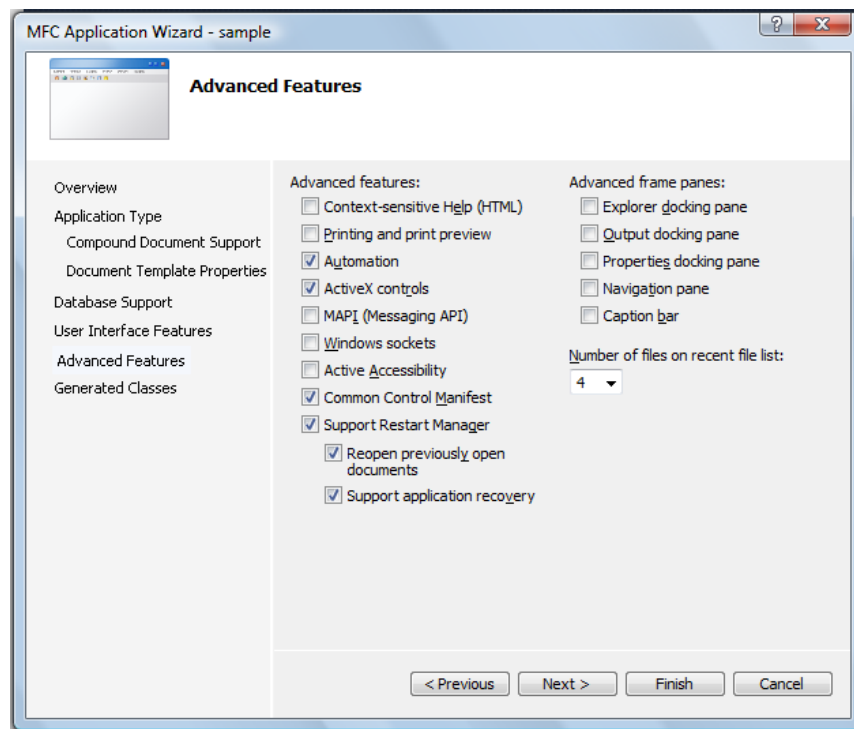 MFC Application Wizard - sample
Advanced Features
Overview
Application Type
Compound Document Support
Document Template Properties
Database Support
User Interface Features
Advanced Features
Generated Classes
Advanced features:
Context-sensitive Help (HTML)
Printing and print preview
Automation
ActiveX controls
MAPI (Messaging API)
Windows sockets
Active Accessibility
Common Control Manifest
Support Restart Manager
Reopen previously open
documents
Support application recovery
Advanced frame panes:
Explorer docking pane
Output docking pane
Properties docking pane
Navigation pane
Caption bar
Number of files on recent file list:
4
< Previous
Next >
Finish
Cancel